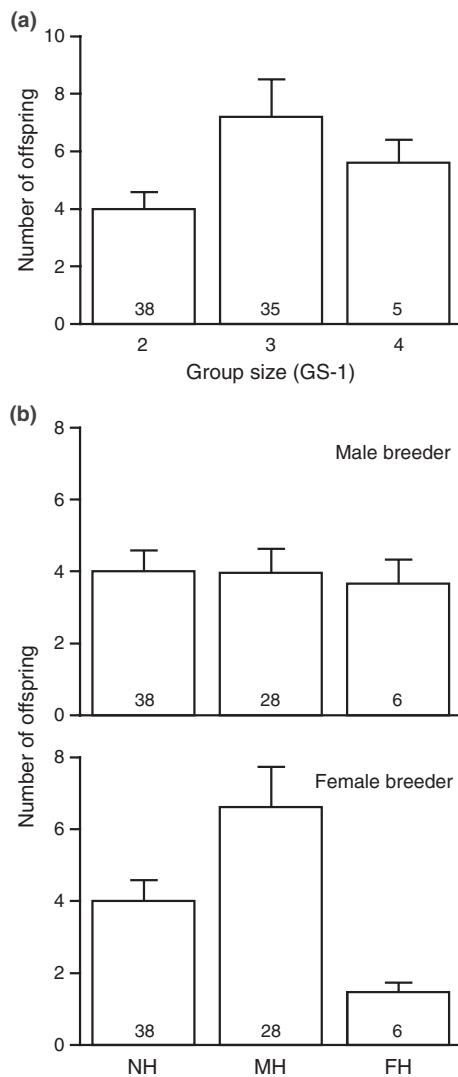 (a)
10
8
6
4
2
0
Number of offspring
38 35 5
2 3 4
Group size (GS-1)
(b)
8
6
4
2
0
Male breeder
38 28 6
Number of offspring
8
6
4
2
0
Female breeder
38 28 6
NH MH FH